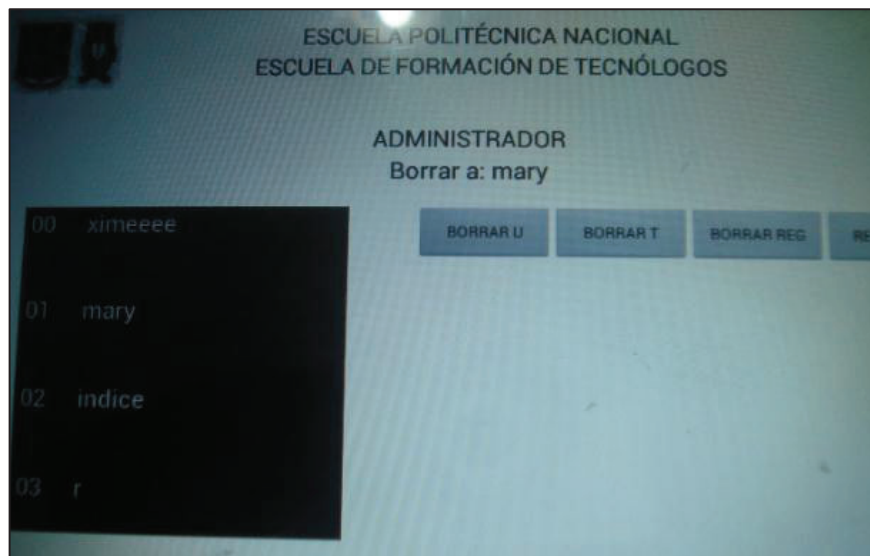 ESCUELA POLITÉCNICA NACIONAL
ESCUELA DE FORMACIÓN DE TECNÓLOGOS
ADMINISTRADOR
Borrar a: mary
00 ximeeee
BORRAR U BORRAR T BORRAR REG RE
01 mary
02 indice
03 r